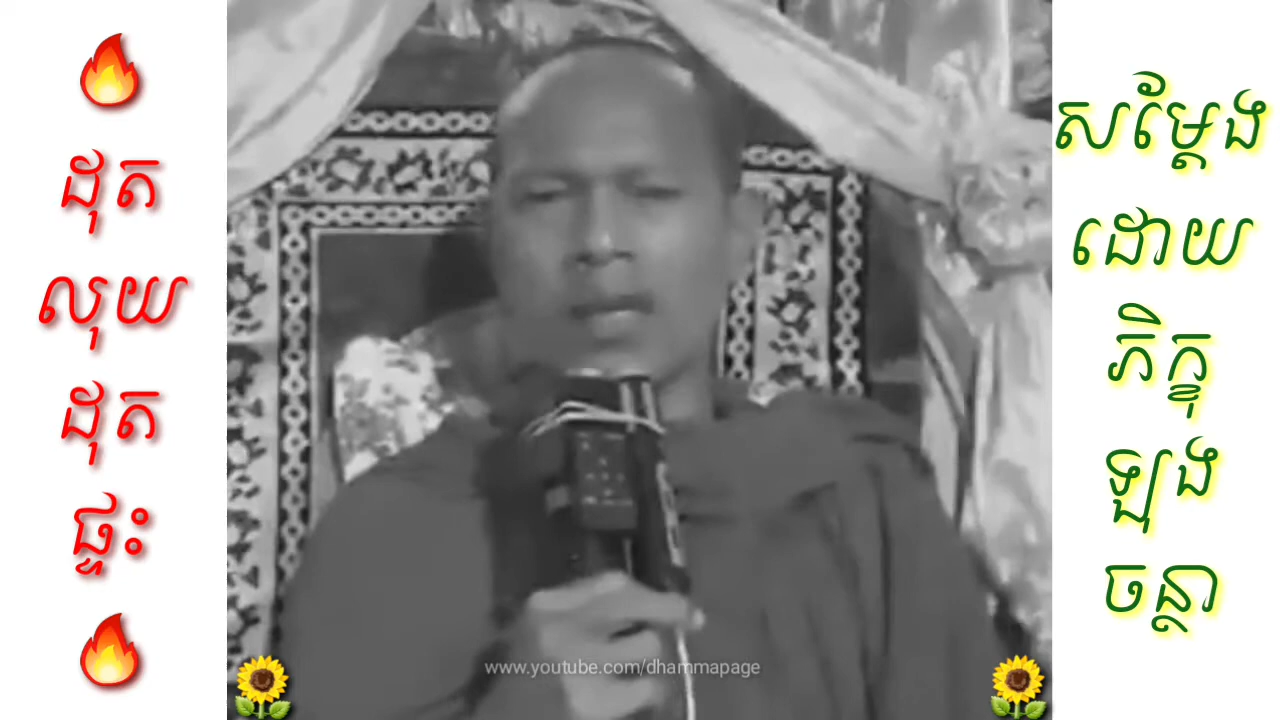 ដុត
លុយ
ដុត
ផ្ទះ
សម្ដែង
ដោយ
ភិក្ខុ
ឡុង
ចន្ថា
www.youtube.com/dhammapage